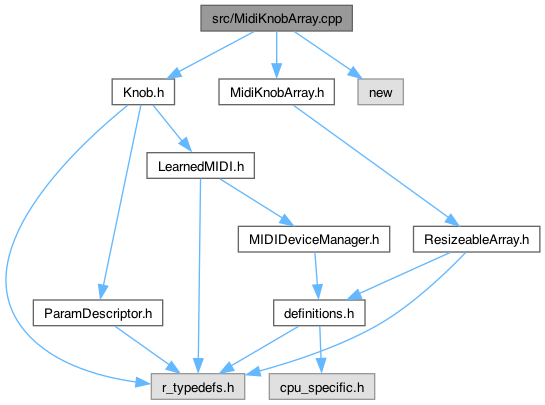 src/MidiKnobArray.cpp
Knob.h
MidiKnobArray.h
new
LearnedMIDI.h
MIDIDeviceManager.h
ResizeableArray.h
ParamDescriptor.h
definitions.h
r_typedefs.h
cpu_specific.h